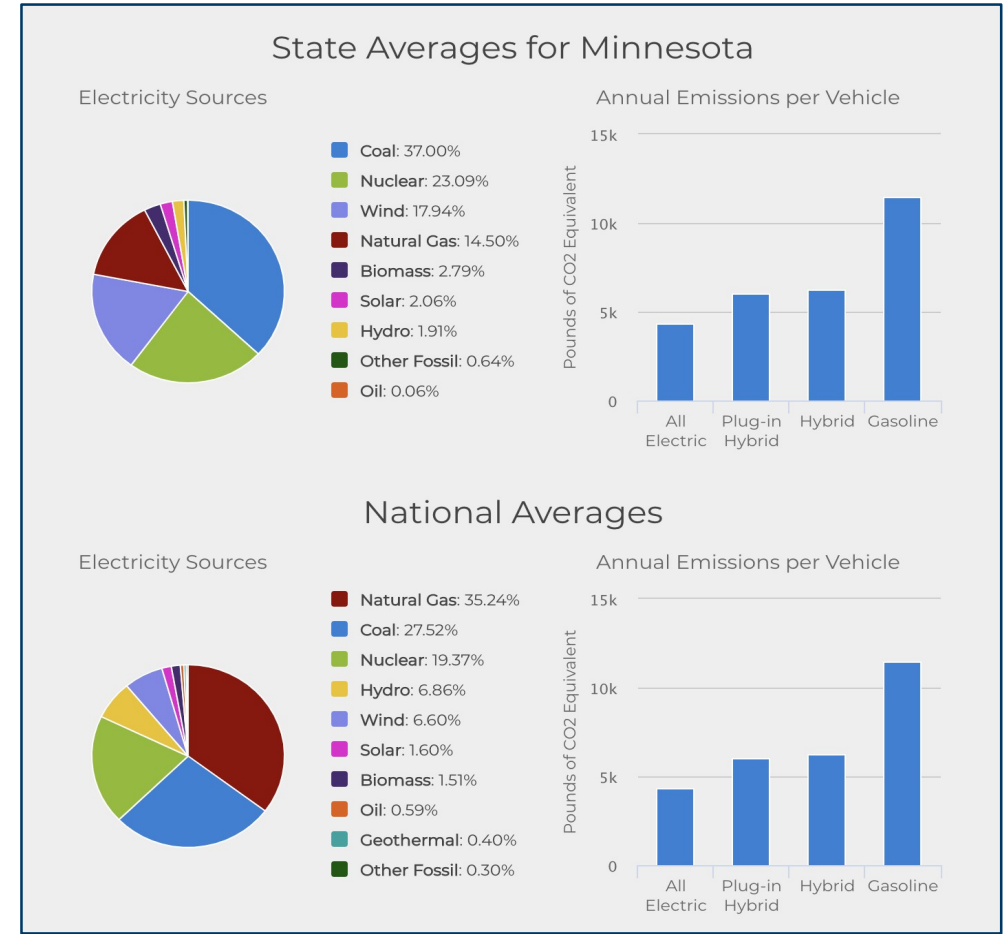 State Averages for Minnesota
Electricity Sources
Coal: 37.00%
Nuclear: 23.09%
Wind: 17.94%
Natural Gas: 14.50%
Biomass: 2.79%
Solar: 2.06%
Hydro: 1.91%
Other Fossil: 0.64%
Oil: 0.06%
Annual Emissions per Vehicle
Pounds of CO2 Equivalent
15k
10k
5k
0
All
Electric
Plug-in
Hybrid
Hybrid
Gasoline
National Averages
Electricity Sources
Natural Gas: 35.24%
Coal: 27.52%
Nuclear: 19.37%
Hydro: 6.86%
Wind: 6.60%
Solar: 1.60%
Biomass: 1.51%
Oil: 0.59%
Geothermal: 0.40%
Other Fossil: 0.30%
Annual Emissions per Vehicle
Pounds of CO2 Equivalent
15k
10k
5k
0
All
Electric
Plug-in
Hybrid
Hybrid
Gasoline